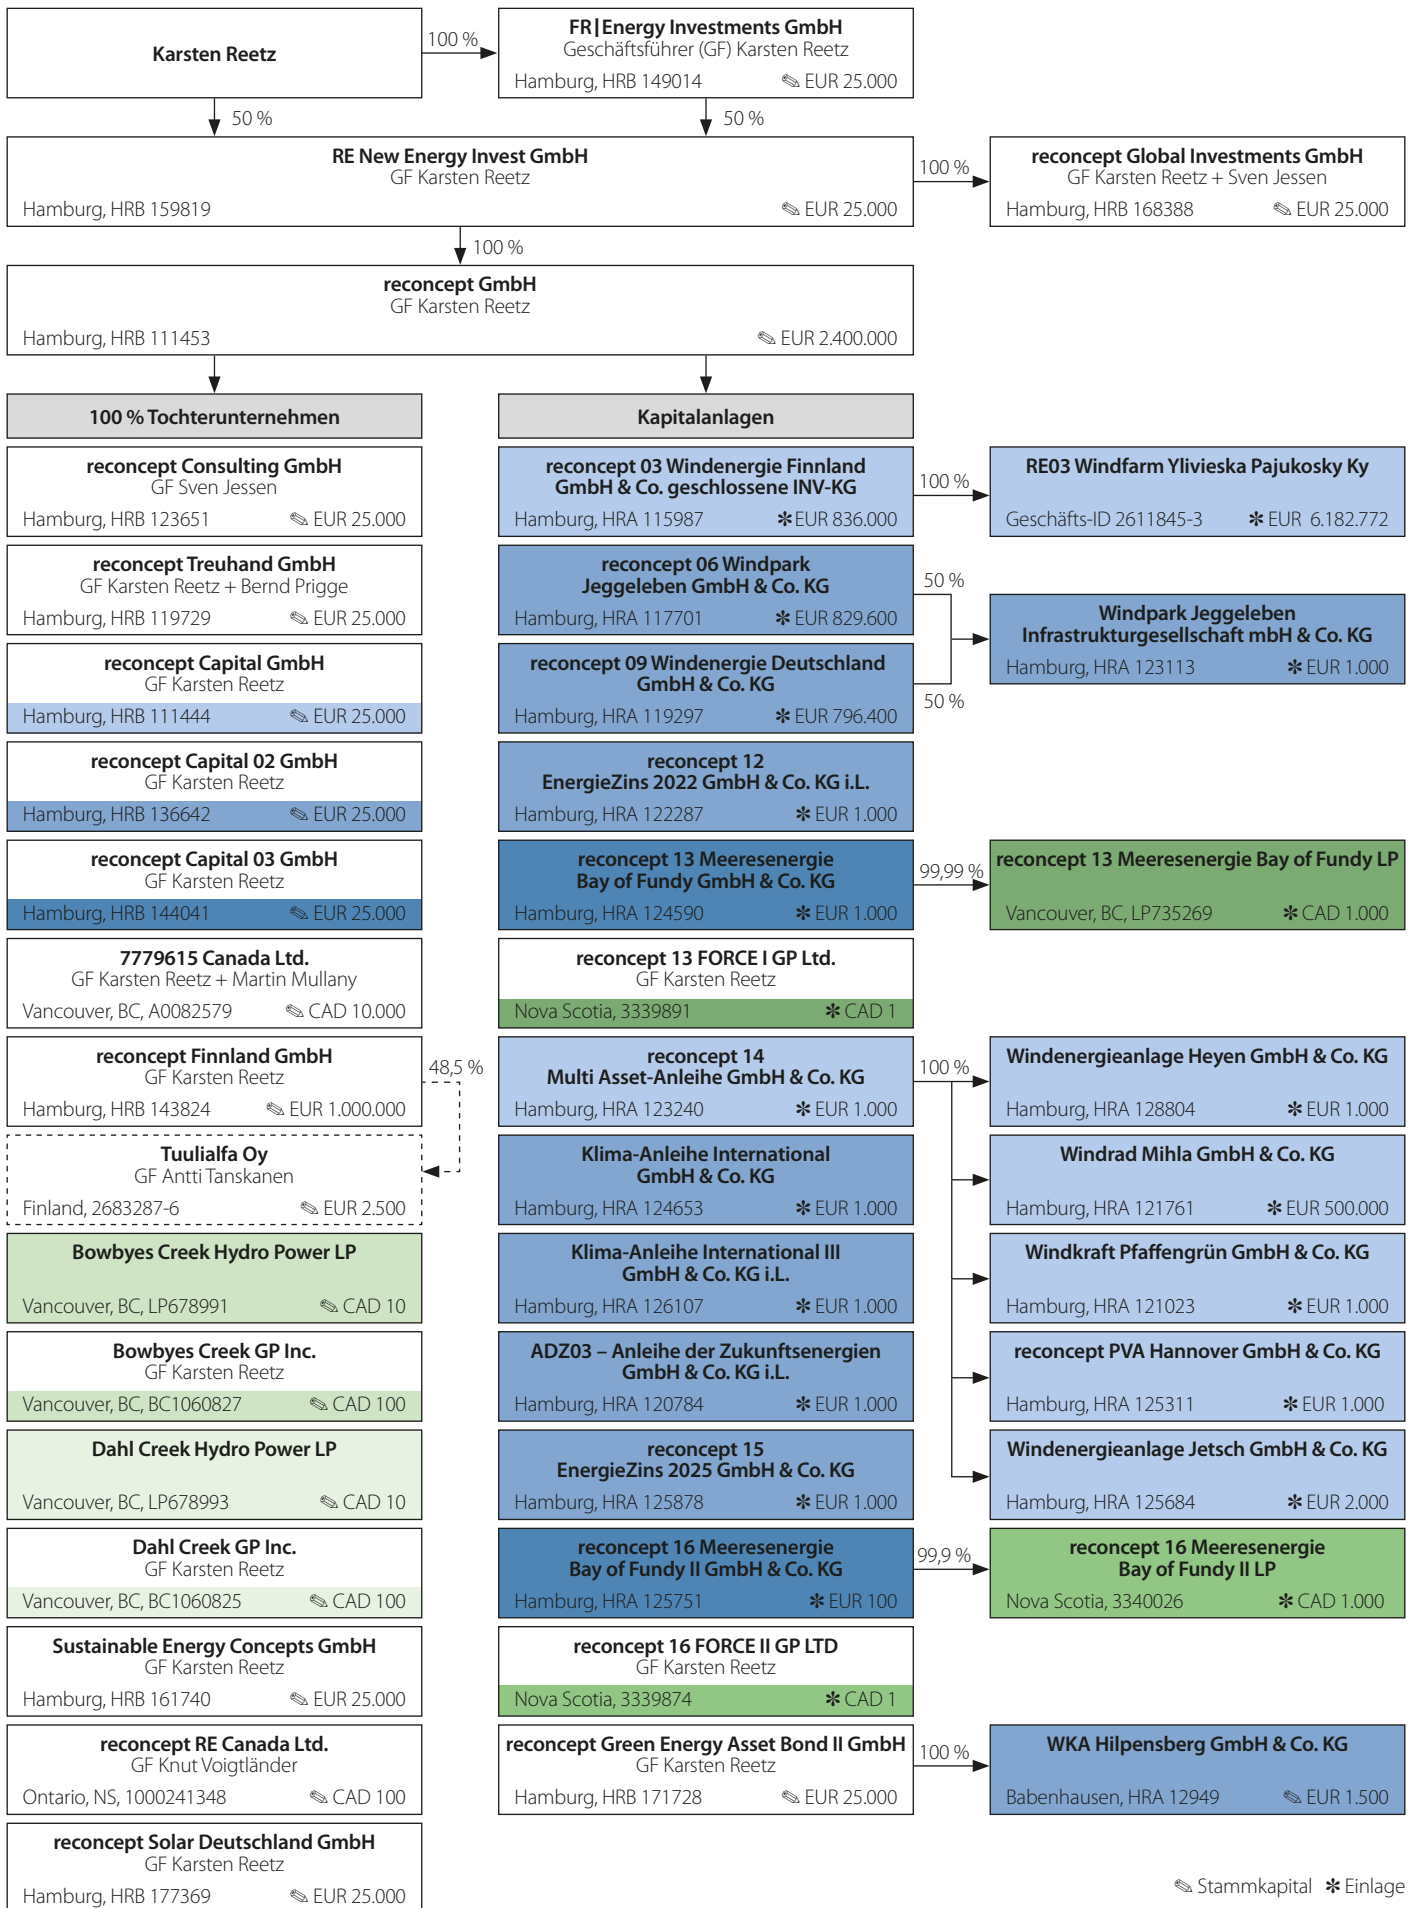 Karsten Reetz
100 %
FR|Energy Investments GmbH
Geschäftsführer (GF) Karsten Reetz
Hamburg, HRB 149014 ✎ EUR 25.000
50 %
50 %
RE New Energy Invest GmbH
GF Karsten Reetz
Hamburg, HRB 159819 ✎ EUR 25.000
100 %
reconcept Global Investments GmbH
GF Karsten Reetz + Sven Jessen
Hamburg, HRB 168388 ✎ EUR 25.000
100 %
reconcept GmbH
GF Karsten Reetz
Hamburg, HRB 111453 ✎ EUR 2.400.000
100 % Tochterunternehmen
reconcept Consulting GmbH
GF Sven Jessen
Hamburg, HRB 123651 ✎ EUR 25.000
reconcept Treuhand GmbH
GF Karsten Reetz + Bernd Prigge
Hamburg, HRB 119729 ✎ EUR 25.000
reconcept Capital GmbH
GF Karsten Reetz
Hamburg, HRB 111444 ✎ EUR 25.000
reconcept Capital 02 GmbH
GF Karsten Reetz
Hamburg, HRB 136642 ✎ EUR 25.000
reconcept Capital 03 GmbH
GF Karsten Reetz
Hamburg, HRB 144041 ✎ EUR 25.000
7779615 Canada Ltd.
GF Karsten Reetz + Martin Mullany
Vancouver, BC, A0082579 ✎ CAD 10.000
reconcept Finnland GmbH
GF Karsten Reetz
Hamburg, HRB 143824 ✎ EUR 1.000.000
48,5 %
Tuulialfa Oy
GF Antti Tanskanen
Finland, 2683287-6 ✎ EUR 2.500
Bowbyes Creek Hydro Power LP
Vancouver, BC, LP678991 ✎ CAD 10
Bowbyes Creek GP Inc.
GF Karsten Reetz
Vancouver, BC, BC1060827 ✎ CAD 100
Dahl Creek Hydro Power LP
Vancouver, BC, LP678993 ✎ CAD 10
Dahl Creek GP Inc.
GF Karsten Reetz
Vancouver, BC, BC1060825 ✎ CAD 100
Sustainable Energy Concepts GmbH
GF Karsten Reetz
Hamburg, HRB 161740 ✎ EUR 25.000
reconcept RE Canada Ltd.
GF Knut Voigtländer
Ontario, NS, 1000241348 ✎ CAD 100
reconcept Solar Deutschland GmbH
GF Karsten Reetz
Hamburg, HRB 177369 ✎ EUR 25.000
Kapitalanlagen
reconcept 03 Windenergie Finnland
GmbH & Co. geschlossene INV-KG
Hamburg, HRA 115987 ✻ EUR 836.000
100 %
RE03 Windfarm Ylivieska Pajukosky Ky
Geschäfts-ID 2611845-3 ✻ EUR 6.182.772
reconcept 06 Windpark
Jeggeleben GmbH & Co. KG
Hamburg, HRA 117701 ✻ EUR 829.600
50 %
Windpark Jeggeleben
Infrastrukturgesellschaft mbH & Co. KG
Hamburg, HRA 123113 ✻ EUR 1.000
reconcept 09 Windenergie Deutschland
GmbH & Co. KG
Hamburg, HRA 119297 ✻ EUR 796.400
50 %
reconcept 12
EnergieZins 2022 GmbH & Co. KG i.L.
Hamburg, HRA 122287 ✻ EUR 1.000
reconcept 13 Meeresenergie
Bay of Fundy GmbH & Co. KG
Hamburg, HRA 124590 ✻ EUR 1.000
99,99 %
reconcept 13 Meeresenergie Bay of Fundy LP
Vancouver, BC, LP735269 ✻ CAD 1.000
reconcept 13 FORCE I GP Ltd.
GF Karsten Reetz
Nova Scotia, 3339891 ✻ CAD 1
reconcept 14
Multi Asset-Anleihe GmbH & Co. KG
Hamburg, HRA 123240 ✻ EUR 1.000
100 %
Windenergieanlage Heyen GmbH & Co. KG
Hamburg, HRA 128804 ✻ EUR 1.000
Klima-Anleihe International
GmbH & Co. KG
Hamburg, HRA 124653 ✻ EUR 1.000
Windrad Mihla GmbH & Co. KG
Hamburg, HRA 121761 ✻ EUR 500.000
Klima-Anleihe International III
GmbH & Co. KG i.L.
Hamburg, HRA 126107 ✻ EUR 1.000
Windkraft Pfaffengrün GmbH & Co. KG
Hamburg, HRA 121023 ✻ EUR 1.000
ADZ03 – Anleihe der Zukunftsenergien
GmbH & Co. KG i.L.
Hamburg, HRA 120784 ✻ EUR 1.000
reconcept PVA Hannover GmbH & Co. KG
Hamburg, HRA 125311 ✻ EUR 1.000
reconcept 15
EnergieZins 2025 GmbH & Co. KG
Hamburg, HRA 125878 ✻ EUR 1.000
Windenergieanlage Jetsch GmbH & Co. KG
Hamburg, HRA 125684 ✻ EUR 2.000
reconcept 16 Meeresenergie
Bay of Fundy II GmbH & Co. KG
Hamburg, HRA 125751 ✻ EUR 100
99,9 %
reconcept 16 Meeresenergie
Bay of Fundy II LP
Nova Scotia, 3340026 ✻ CAD 1.000
reconcept 16 FORCE II GP LTD
GF Karsten Reetz
Nova Scotia, 3339874 ✻ CAD 1
reconcept Green Energy Asset Bond II GmbH
GF Karsten Reetz
Hamburg, HRB 171728 ✎ EUR 25.000
100 %
WKA Hilpensberg GmbH & Co. KG
Babenhausen, HRA 12949 ✎ EUR 1.500
✎ Stammkapital ✻ Einlage